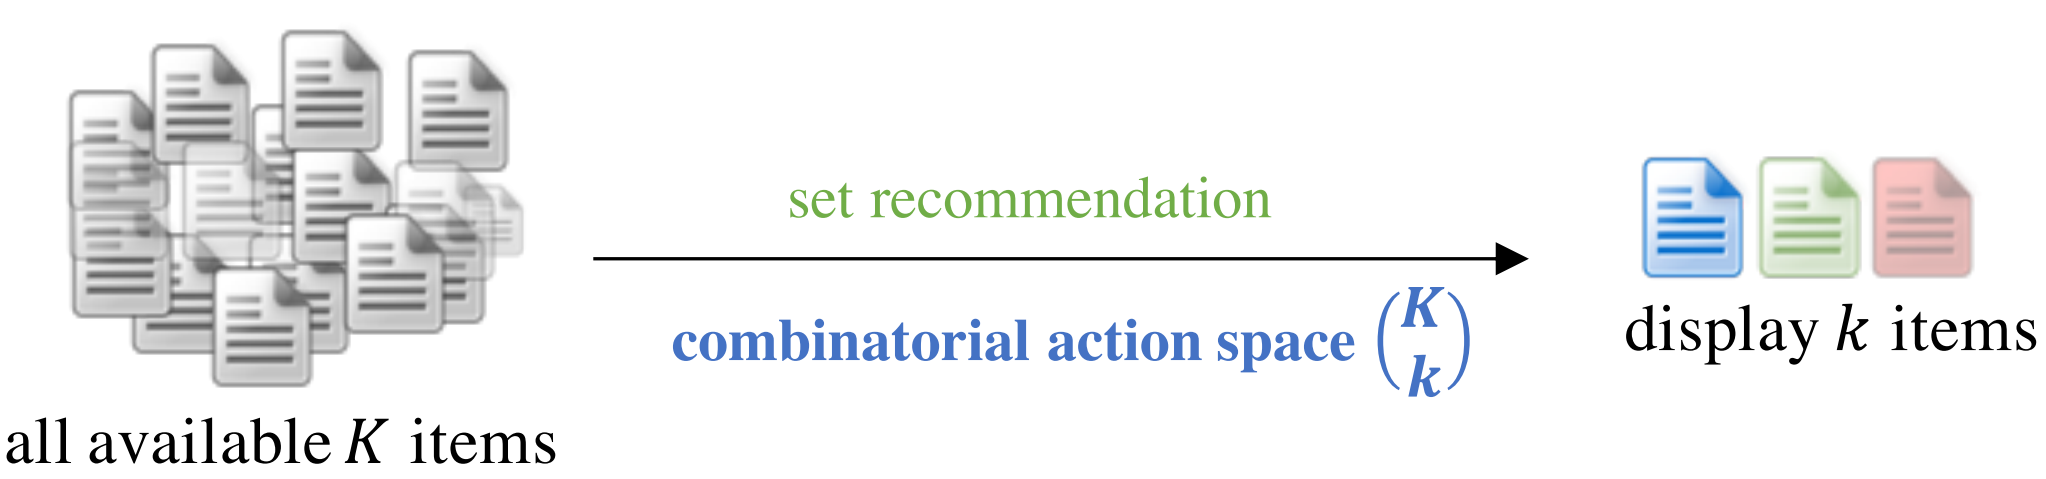 set recommendation
combinatorial action space (K k)
all available K items
display k items